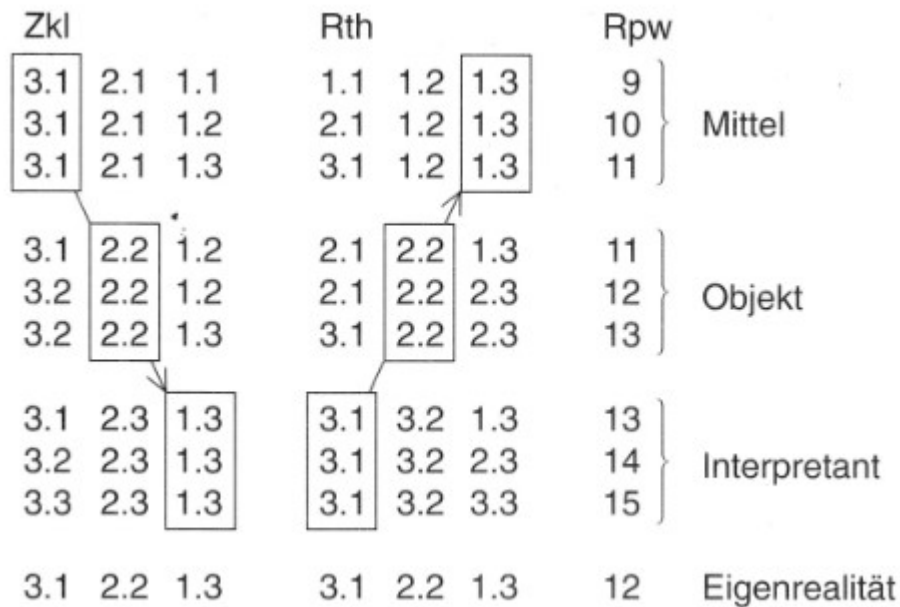 Zkl Rth Rpw
3.1 2.1 1.1 1.1 1.2 1.3 9
3.1 2.1 1.2 2.1 1.2 1.3 10 Mittel
3.1 2.1 1.3 3.1 1.2 1.3 11
3.1 2.2 1.2 2.1 2.2 1.3 11
3.2 2.2 1.2 2.1 2.2 2.3 12 Objekt
3.2 2.2 1.3 3.1 2.2 2.3 13
3.1 2.3 1.3 3.1 3.2 1.3 13
3.2 2.3 1.3 3.1 3.2 2.3 14 Interpretant
3.3 2.3 1.3 3.1 3.2 3.3 15
3.1 2.2 1.3 3.1 2.2 1.3 12 Eigenrealität